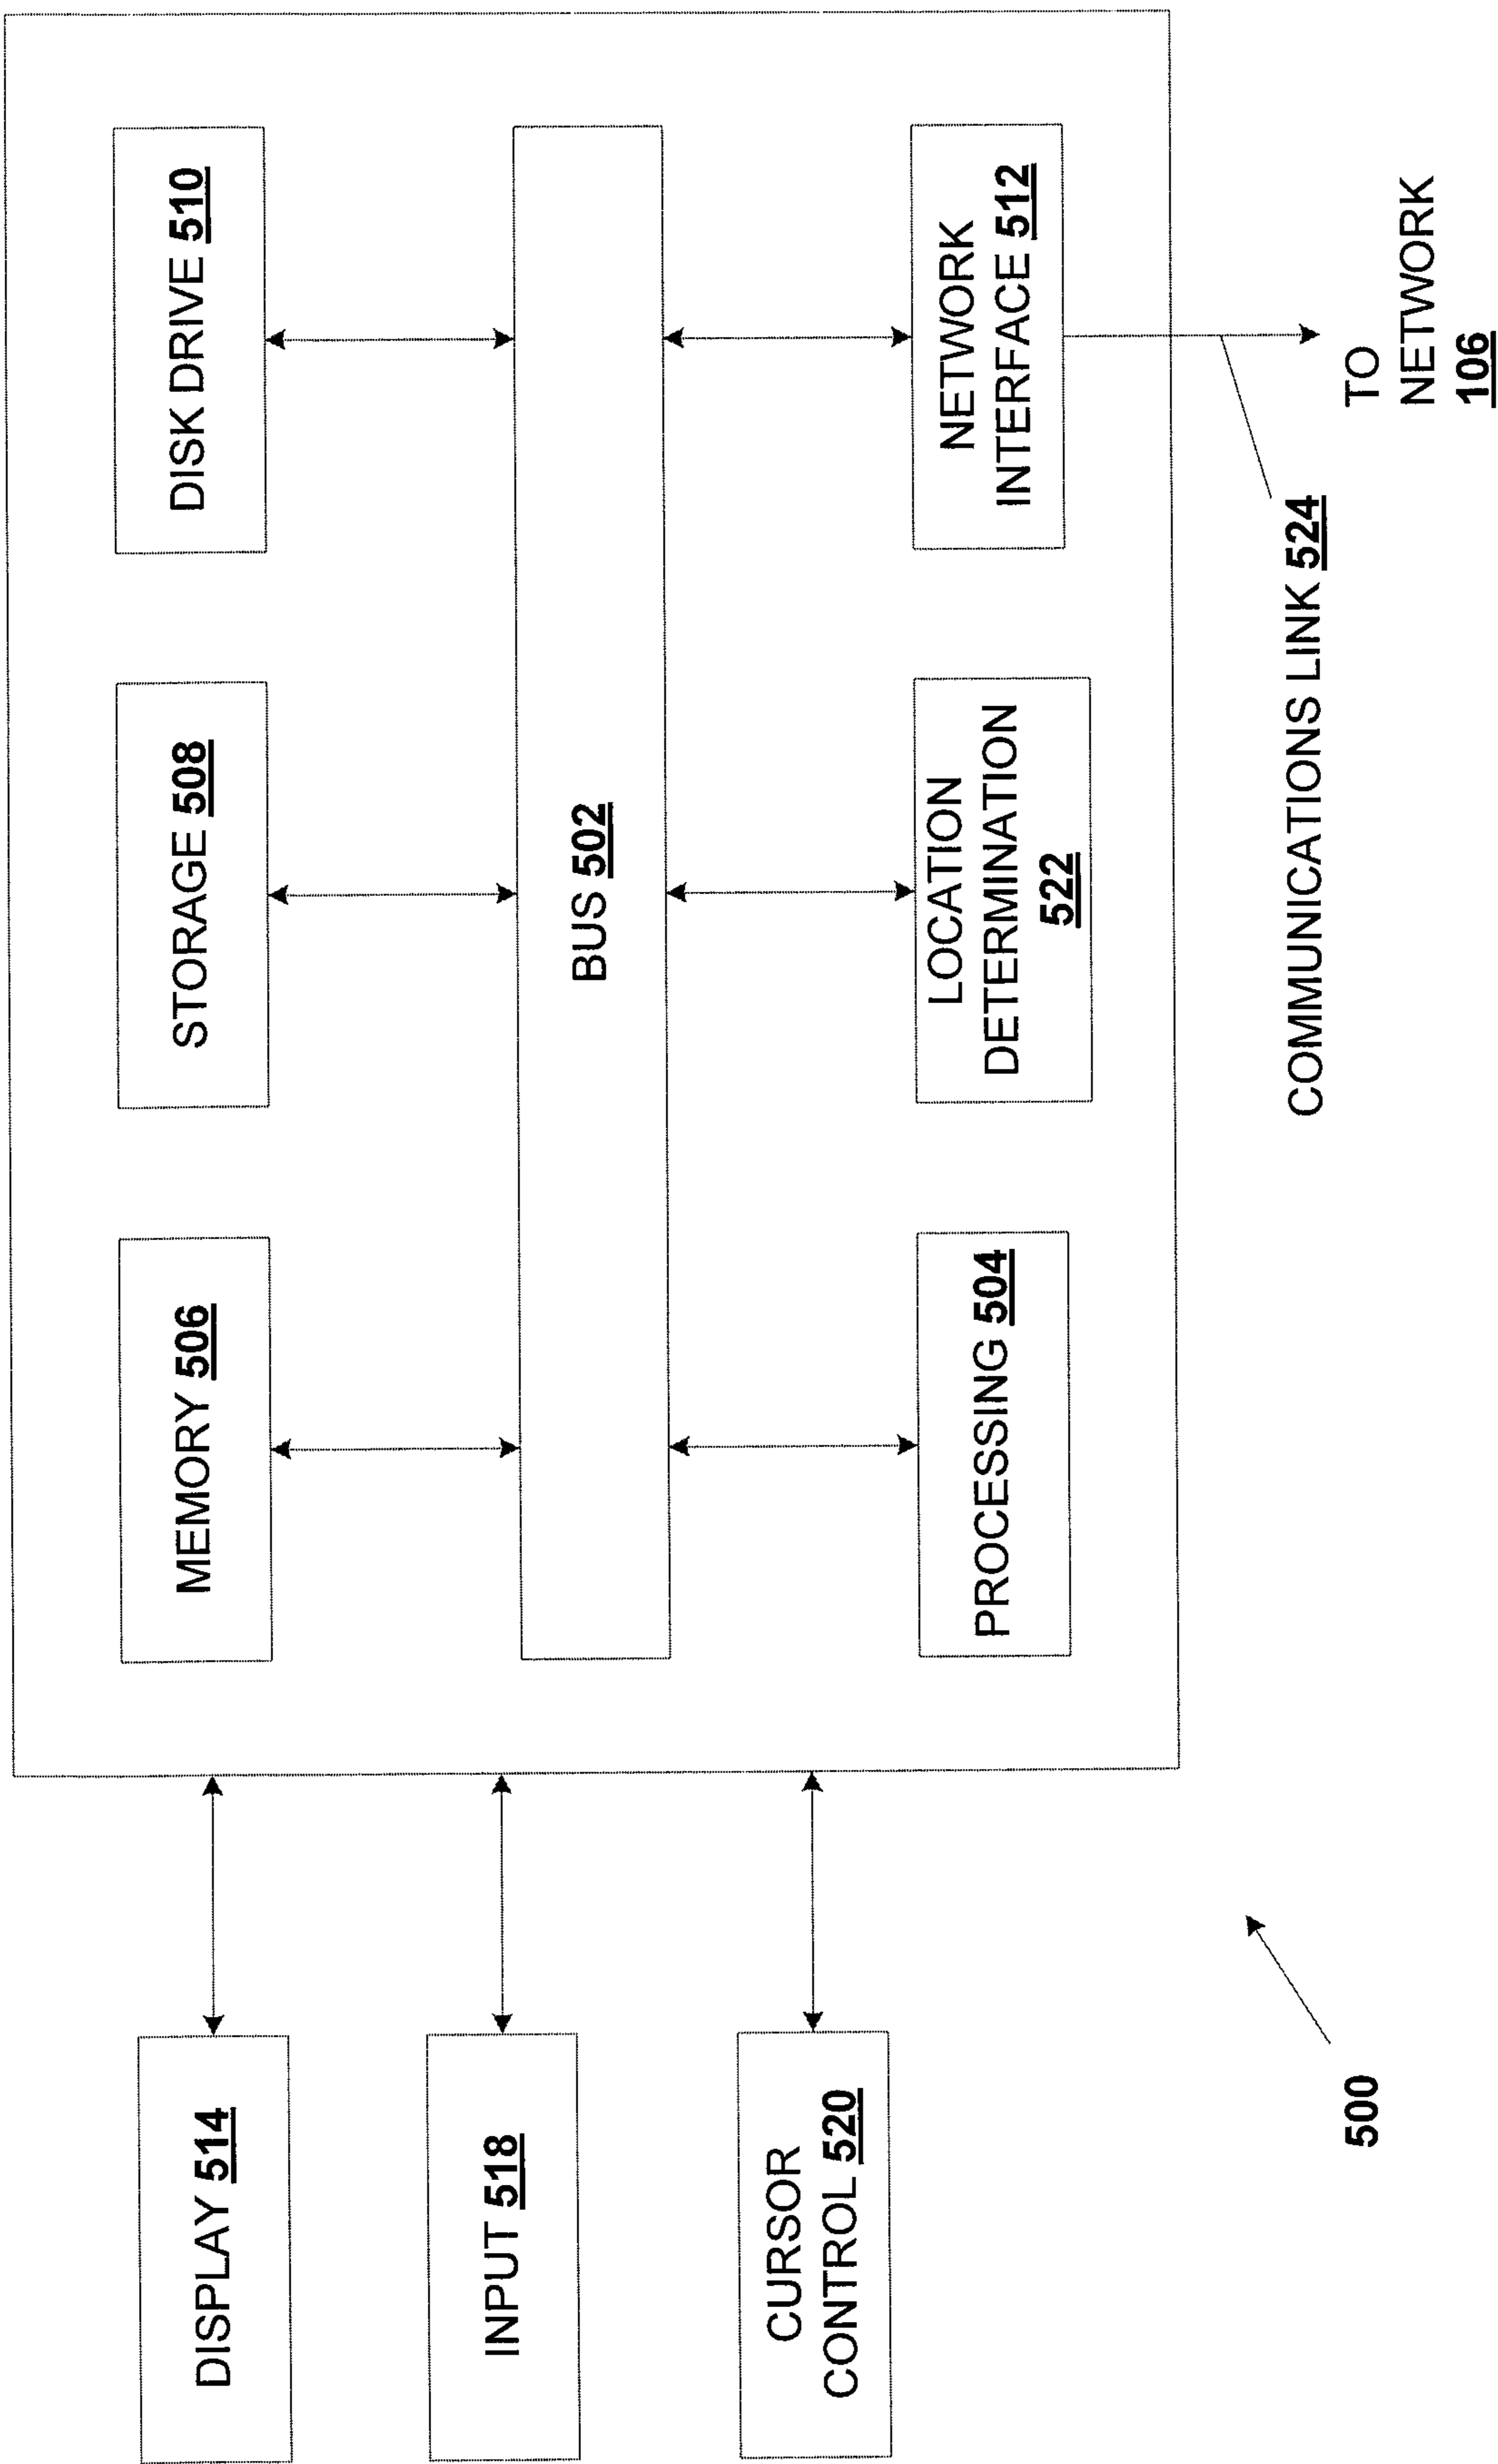 DISPLAY 514
INPUT 518
CURSOR
CONTROL 520
MEMORY 506
STORAGE 508
DISK DRIVE 510
BUS 502
PROCESSING 504
LOCATION
DETERMINATION
522
NETWORK
INTERFACE 512
COMMUNICATIONS LINK 524
TO
NETWORK
106
500